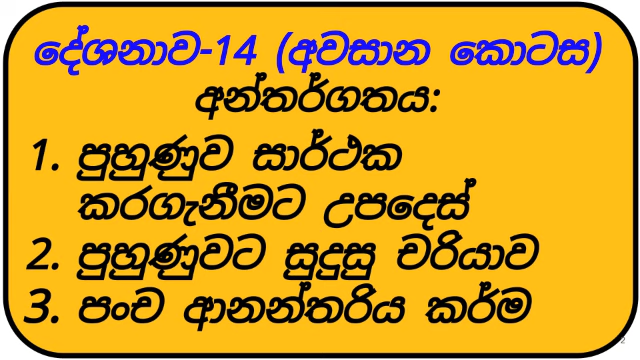 දේශනාව-14 (අවසාන කොටස)
අන්තර්ගතය:
1. පුහුණුව සාර්ථක
කරගැනීමට උපදෙස්
2. පුහුණුවට සුදුසු චරියාව
3. පංච ආනන්තරිය කර්ම
2